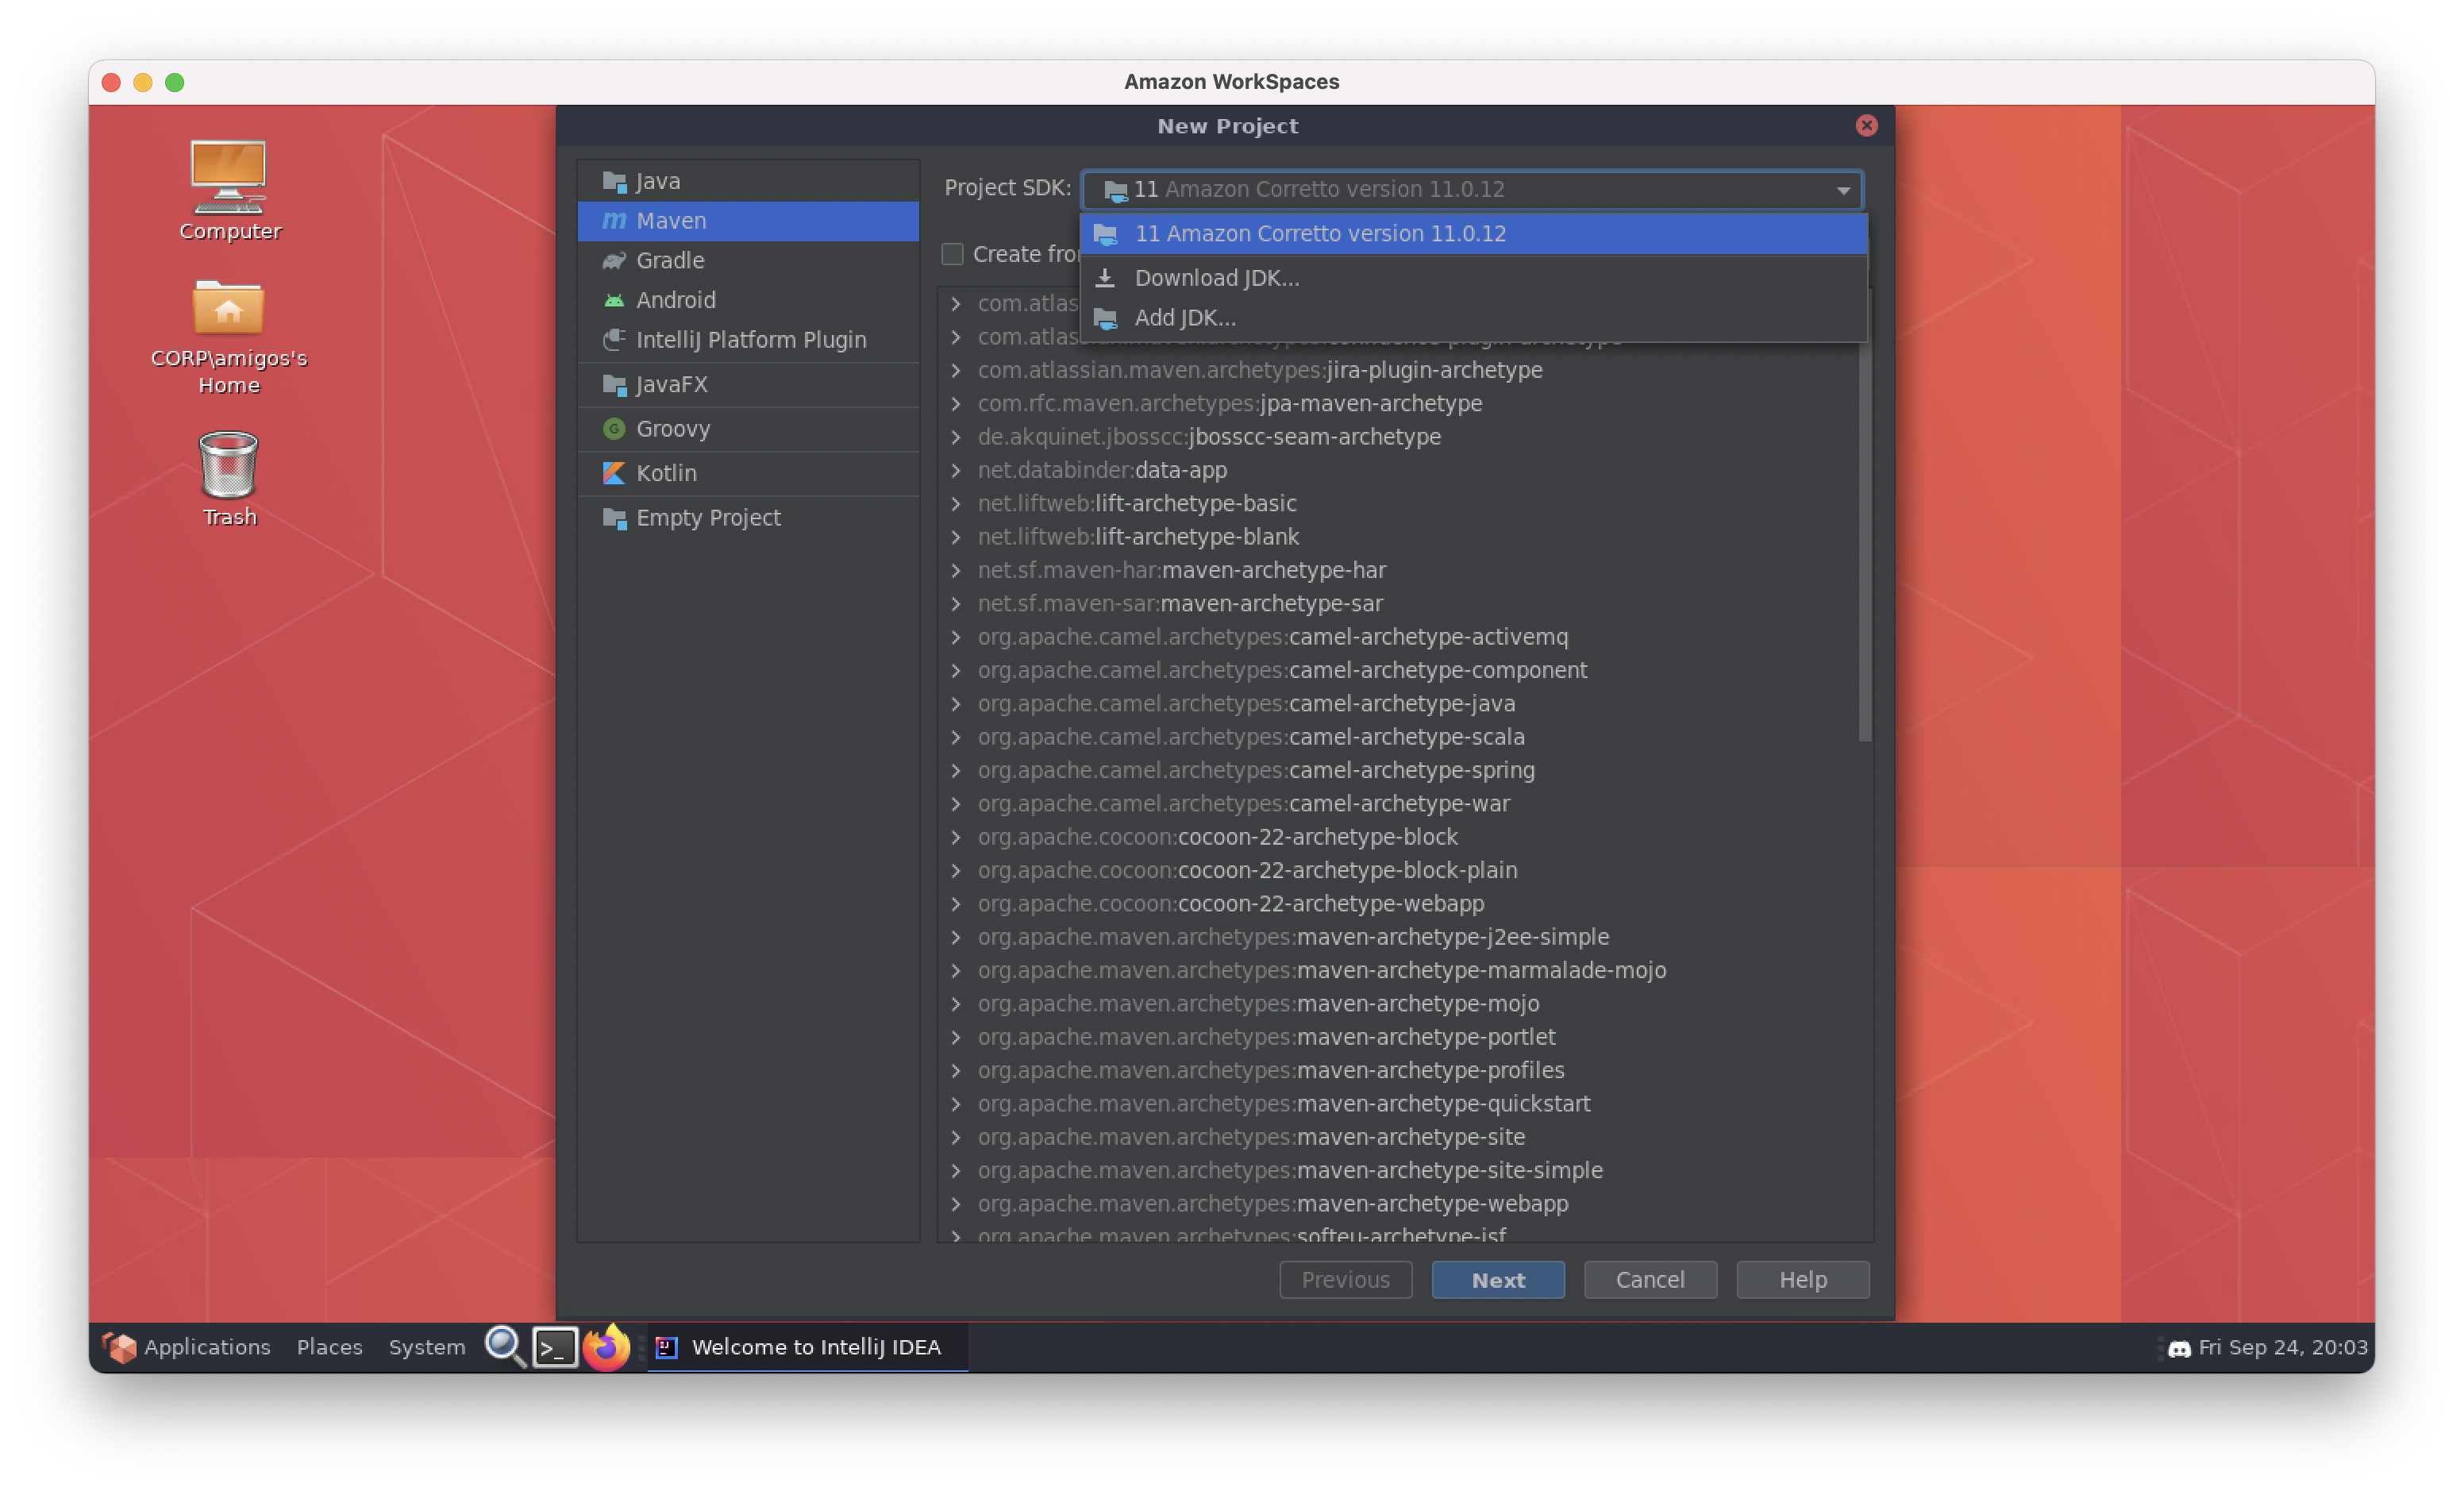 Amazon WorkSpaces
New Project
Computer
CORP\amigos's
Home
Trash
Java
Maven
Gradle
Android
IntelliJ Platform Plugin
JavaFX
Groovy
Kotlin
Empty Project
Project SDK: 11 Amazon Corretto version 11.0.12
11 Amazon Corretto version 11.0.12
Download JDK...
Add JDK...
Create fro
com.atlas
com.atlas
com.atlassian.maven.archetypes:jira-plugin-archetype
com.rfc.maven.archetypes:jpa-maven-archetype
de.akquinet.jbosscc:jbosscc-seam-archetype
net.databinder:data-app
net.liftweb:lift-archetype-basic
net.liftweb:lift-archetype-blank
net.sf.maven-har:maven-archetype-har
net.sf.maven-sar:maven-archetype-sar
org.apache.camel.archetypes:camel-archetype-activemq
org.apache.camel.archetypes:camel-archetype-component
org.apache.camel.archetypes:camel-archetype-java
org.apache.camel.archetypes:camel-archetype-scala
org.apache.camel.archetypes:camel-archetype-spring
org.apache.camel.archetypes:camel-archetype-war
org.apache.cocoon:cocoon-22-archetype-block
org.apache.cocoon:cocoon-22-archetype-block-plain
org.apache.cocoon:cocoon-22-archetype-webapp
org.apache.maven.archetypes:maven-archetype-j2ee-simple
org.apache.maven.archetypes:maven-archetype-marmalade-mojo
org.apache.maven.archetypes:maven-archetype-mojo
org.apache.maven.archetypes:maven-archetype-portlet
org.apache.maven.archetypes:maven-archetype-profiles
org.apache.maven.archetypes:maven-archetype-quickstart
org.apache.maven.archetypes:maven-archetype-site
org.apache.maven.archetypes:maven-archetype-site-simple
org.apache.maven.archetypes:maven-archetype-webapp
org.apache.maven.archetypes:softeu-archetype-jsf
Previous Next Cancel Help
Applications Places System Welcome to IntelliJ IDEA Fri Sep 24, 20:03